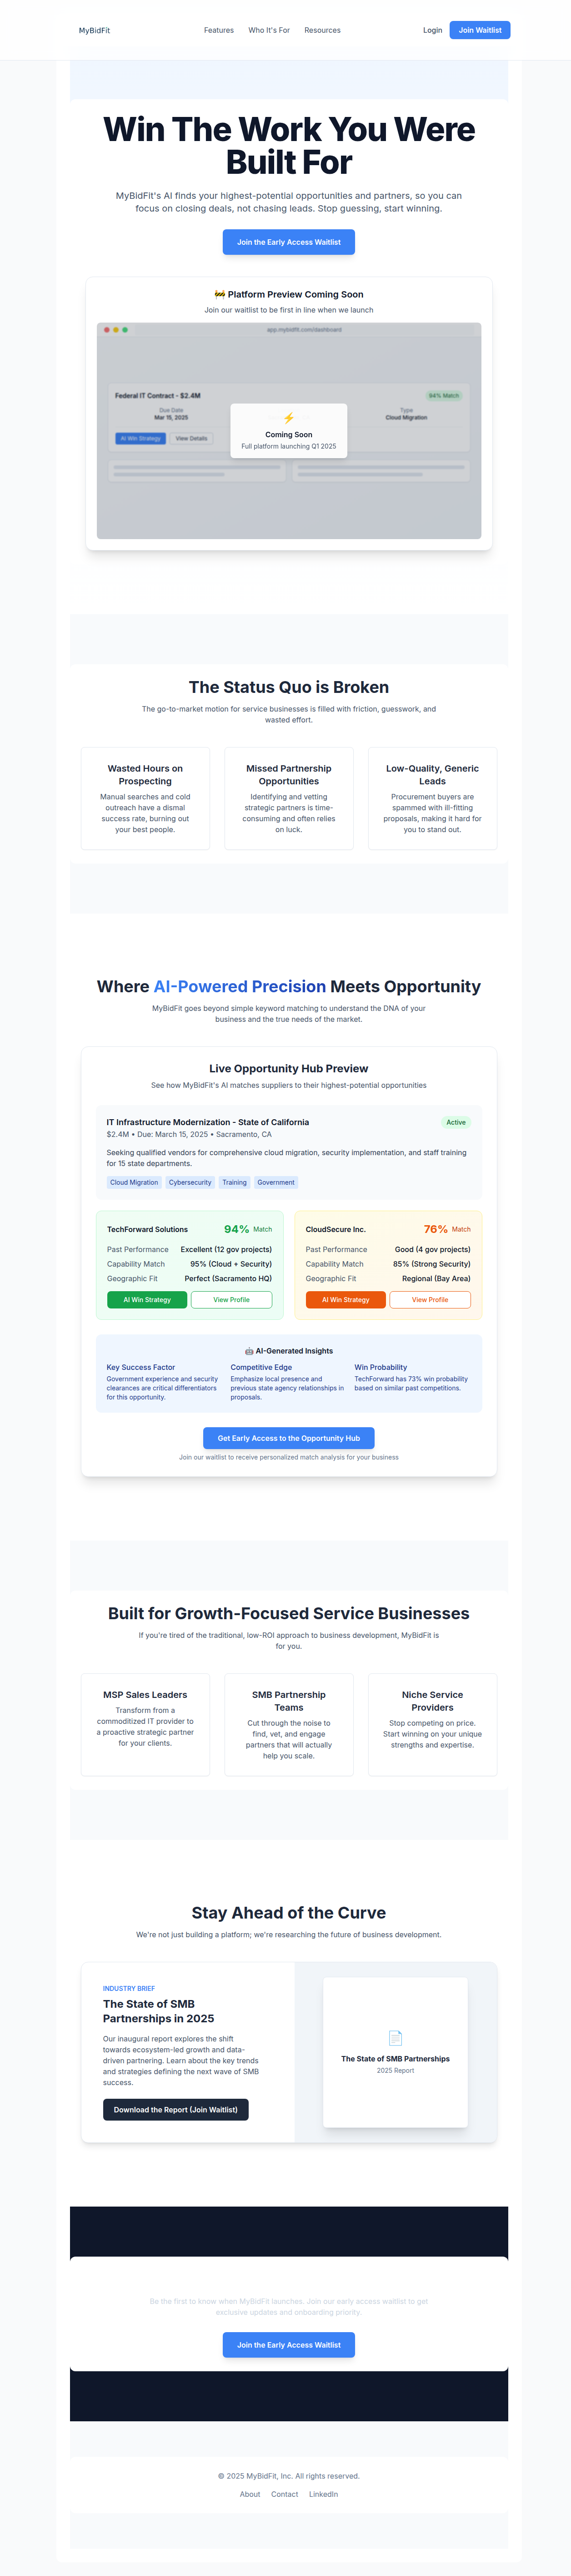 MyBidFit
Features
Who It's For
Resources
Login
Join Waitlist
Win The Work You Were
Built For
MyBidFit's AI finds your highest-potential opportunities and partners, so you can
focus on closing deals, not chasing leads. Stop guessing, start winning.
Join the Early Access Waitlist
🚧 Platform Preview Coming Soon
Join our waitlist to be first in line when we launch
app.mybidfit.com/dashboard
Federal IT Contract - $2.4M
94% Match
Due Date
Mar 15, 2025
Type
Cloud Migration
AI Win Strategy
View Details
⚡
Coming Soon
Full platform launching Q1 2025
The Status Quo is Broken
The go-to-market motion for service businesses is filled with friction, guesswork, and
wasted effort.
Wasted Hours on
Prospecting
Manual searches and cold
outreach have a dismal
success rate, burning out
your best people.
Missed Partnership
Opportunities
Identifying and vetting
strategic partners is time-
consuming and often relies
on luck.
Low-Quality, Generic
Leads
Procurement buyers are
spammed with ill-fitting
proposals, making it hard for
you to stand out.
Where AI-Powered Precision Meets Opportunity
MyBidFit goes beyond simple keyword matching to understand the DNA of your
business and the true needs of the market.
Live Opportunity Hub Preview
See how MyBidFit's AI matches suppliers to their highest-potential opportunities
IT Infrastructure Modernization - State of California
Active
$2.4M • Due: March 15, 2025 • Sacramento, CA
Seeking qualified vendors for comprehensive cloud migration, security implementation, and staff training
for 15 state departments.
Cloud Migration
Cybersecurity
Training
Government
TechForward Solutions
94% Match
Past Performance
Excellent (12 gov projects)
Capability Match
95% (Cloud + Security)
Geographic Fit
Perfect (Sacramento HQ)
AI Win Strategy
View Profile
CloudSecure Inc.
76% Match
Past Performance
Good (4 gov projects)
Capability Match
85% (Strong Security)
Geographic Fit
Regional (Bay Area)
AI Win Strategy
View Profile
🤖 AI-Generated Insights
Key Success Factor
Government experience and security
clearances are critical differentiators
for this opportunity.
Competitive Edge
Emphasize local presence and
previous state agency relationships in
proposals.
Win Probability
TechForward has 73% win probability
based on similar past competitions.
Get Early Access to the Opportunity Hub
Join our waitlist to receive personalized match analysis for your business
Built for Growth-Focused Service Businesses
If you're tired of the traditional, low-ROI approach to business development, MyBidFit is
for you.
MSP Sales Leaders
Transform from a
commoditized IT provider to
a proactive strategic partner
for your clients.
SMB Partnership
Teams
Cut through the noise to
find, vet, and engage
partners that will actually
help you scale.
Niche Service
Providers
Stop competing on price.
Start winning on your unique
strengths and expertise.
Stay Ahead of the Curve
We're not just building a platform; we're researching the future of business development.
INDUSTRY BRIEF
The State of SMB
Partnerships in 2025
Our inaugural report explores the shift
towards ecosystem-led growth and data-
driven partnering. Learn about the key trends
and strategies defining the next wave of SMB
success.
Download the Report (Join Waitlist)
📄
The State of SMB Partnerships
2025 Report
Be the first to know when MyBidFit launches. Join our early access waitlist to get
exclusive updates and onboarding priority.
Join the Early Access Waitlist
© 2025 MyBidFit, Inc. All rights reserved.
About
Contact
LinkedIn